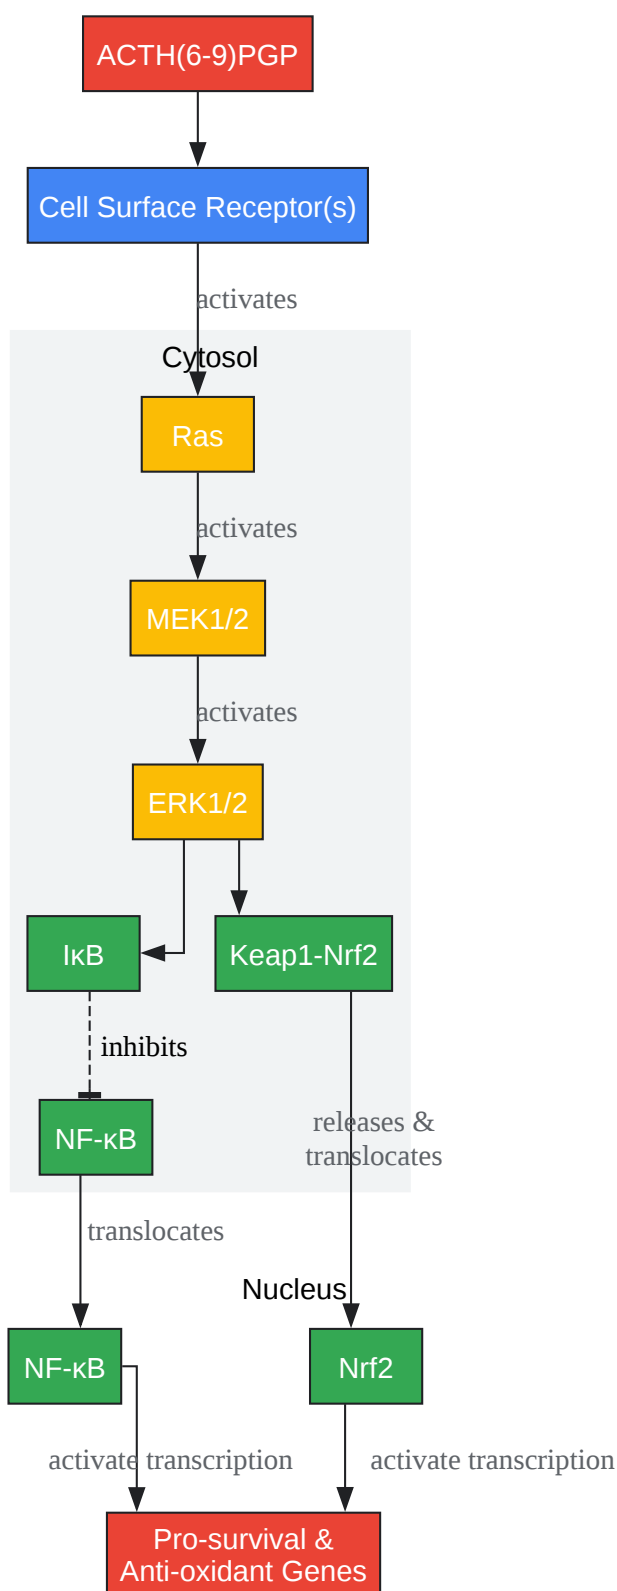 ACTH(6-9)PGP
Cell Surface Receptor(s)
activates
Cytosol
Ras
activates
MEK1/2
activates
ERK1/2
IκB
Keap1-Nrf2
inhibits
NF-κB
releases &
translocates
translocates
Nucleus
NF-κB
Nrf2
activate transcription
activate transcription
Pro-survival &
Anti-oxidant Genes